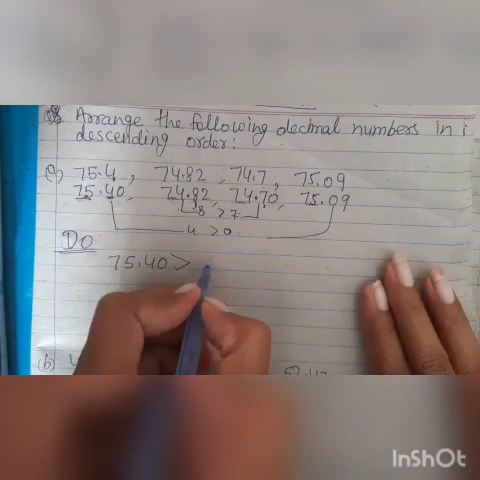 Arrange the following decimal numbers in
descending order:
75.4, 74.82, 74.7, 75.09
75.40, 74.82, 74.70, 75.09
8 > 7
4 > 0
DO
75.40 >
(b)
InShOt